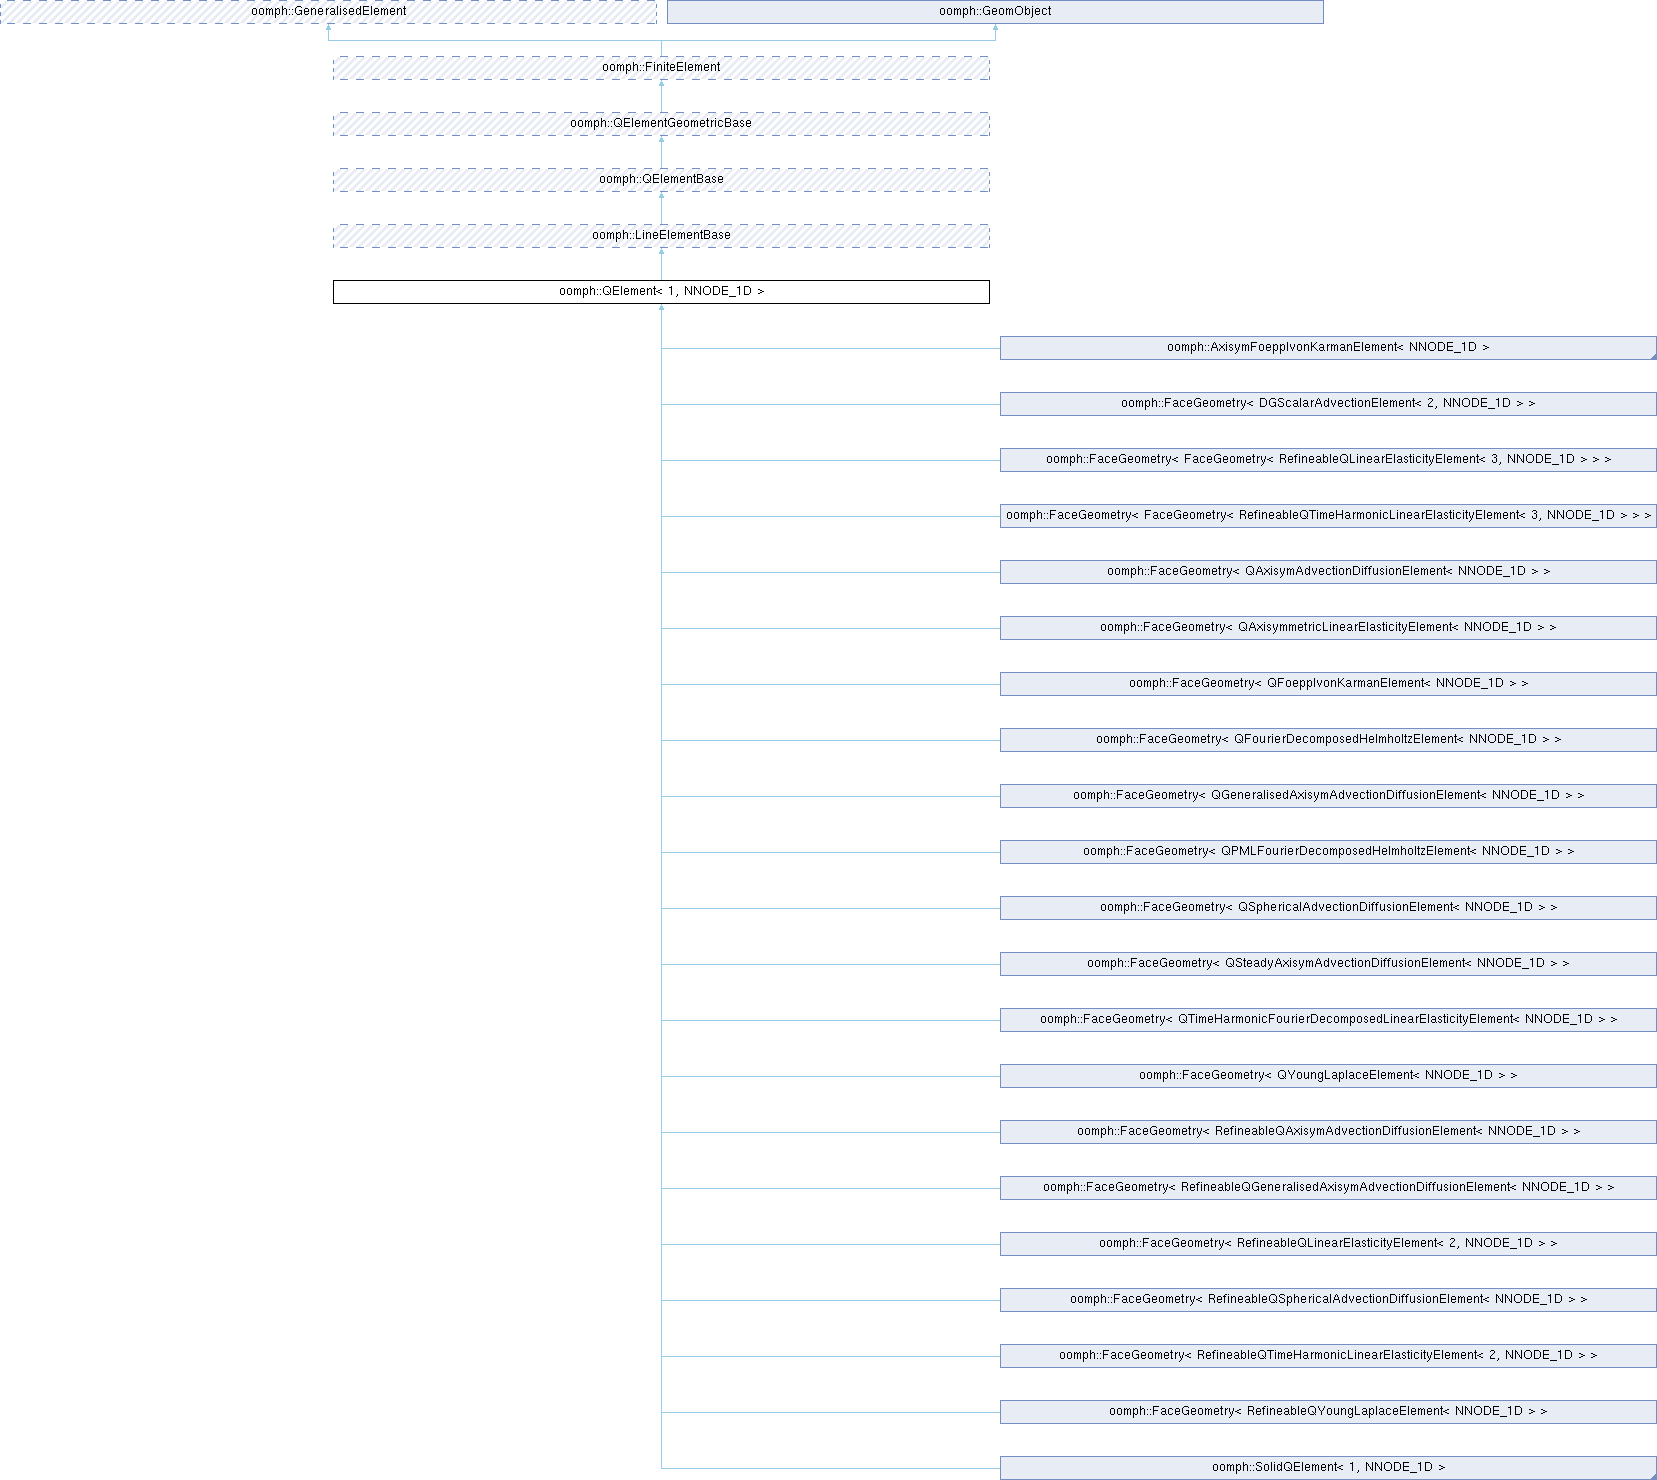 oomph::GeneralisedElement
oomph::GeomObject
oomph::FiniteElement
oomph::QElementGeometricBase
oomph::QElementBase
oomph::LineElementBase
oomph::QElement< 1, NNODE_1D >
oomph::AxisymFoepplvonKarmanElement< NNODE_1D >
oomph::FaceGeometry< DGScalarAdvectionElement< 2, NNODE_1D > >
oomph::FaceGeometry< FaceGeometry< RefineableQLinearElasticityElement< 3, NNODE_1D > > >
oomph::FaceGeometry< FaceGeometry< RefineableQTimeHarmonicLinearElasticityElement< 3, NNODE_1D > > >
oomph::FaceGeometry< QAxisymAdvectionDiffusionElement< NNODE_1D > >
oomph::FaceGeometry< QAxisymmetricLinearElasticityElement< NNODE_1D > >
oomph::FaceGeometry< QFoepplvonKarmanElement< NNODE_1D > >
oomph::FaceGeometry< QFourierDecomposedHelmholtzElement< NNODE_1D > >
oomph::FaceGeometry< QGeneralisedAxisymAdvectionDiffusionElement< NNODE_1D > >
oomph::FaceGeometry< QPMLFourierDecomposedHelmholtzElement< NNODE_1D > >
oomph::FaceGeometry< QSphericalAdvectionDiffusionElement< NNODE_1D > >
oomph::FaceGeometry< QSteadyAxisymAdvectionDiffusionElement< NNODE_1D > >
oomph::FaceGeometry< QTimeHarmonicFourierDecomposedLinearElasticityElement< NNODE_1D > >
oomph::FaceGeometry< QYoungLaplaceElement< NNODE_1D > >
oomph::FaceGeometry< RefineableQAxisymAdvectionDiffusionElement< NNODE_1D > >
oomph::FaceGeometry< RefineableQGeneralisedAxisymAdvectionDiffusionElement< NNODE_1D > >
oomph::FaceGeometry< RefineableQLinearElasticityElement< 2, NNODE_1D > >
oomph::FaceGeometry< RefineableQSphericalAdvectionDiffusionElement< NNODE_1D > >
oomph::FaceGeometry< RefineableQTimeHarmonicLinearElasticityElement< 2, NNODE_1D > >
oomph::FaceGeometry< RefineableQYoungLaplaceElement< NNODE_1D > >
oomph::SolidQElement< 1, NNODE_1D >